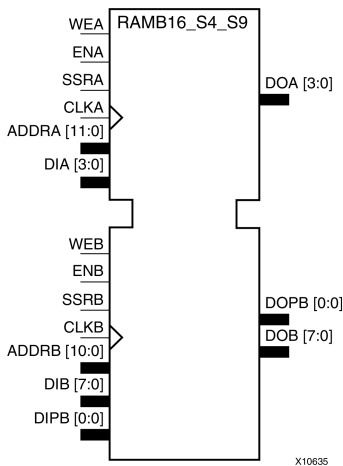 RAMB16_S4_S9
WEA
ENA
SSRA
CLKA
ADDRA [11:0]
DIA [3:0]
DOA [3:0]
WEB
ENB
SSRB
CLKB
ADDRB [10:0]
DIB [7:0]
DIPB [0:0]
DOPB [0:0]
DOB [7:0]
X10635